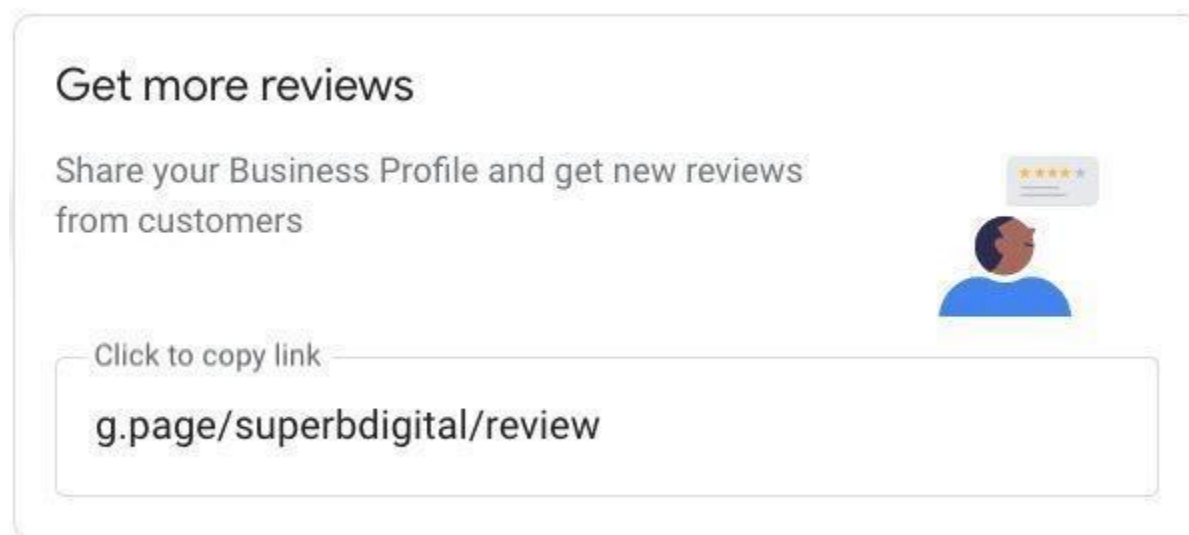 Get more reviews
Share your Business Profile and get new reviews
from customers
Click to copy link
g.page/superbdigital/review